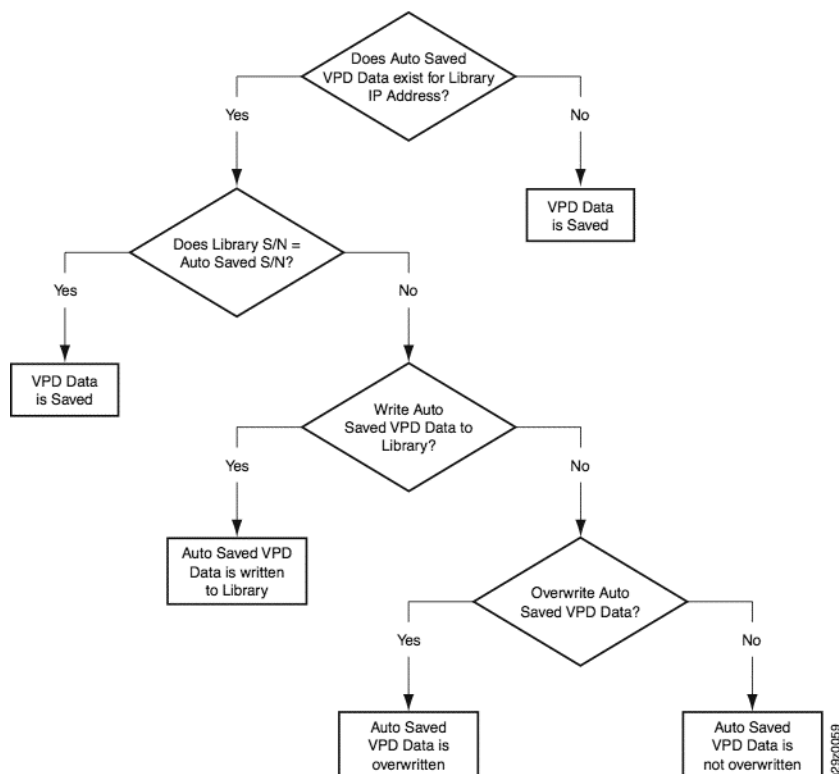 Does Auto Saved
VPD Data exist for Library
IP Address?
Yes
No
VPD Data
is Saved
Does Library S/N =
Auto Saved S/N?
Yes
No
VPD Data
is Saved
Write Auto
Saved VPD Data to
Library?
Yes
No
Auto Saved VPD
Data is written
to Library
Overwrite Auto
Saved VPD Data?
Yes
No
Auto Saved
VPD Data is
overwritten
Auto Saved
VPD Data is
not overwritten